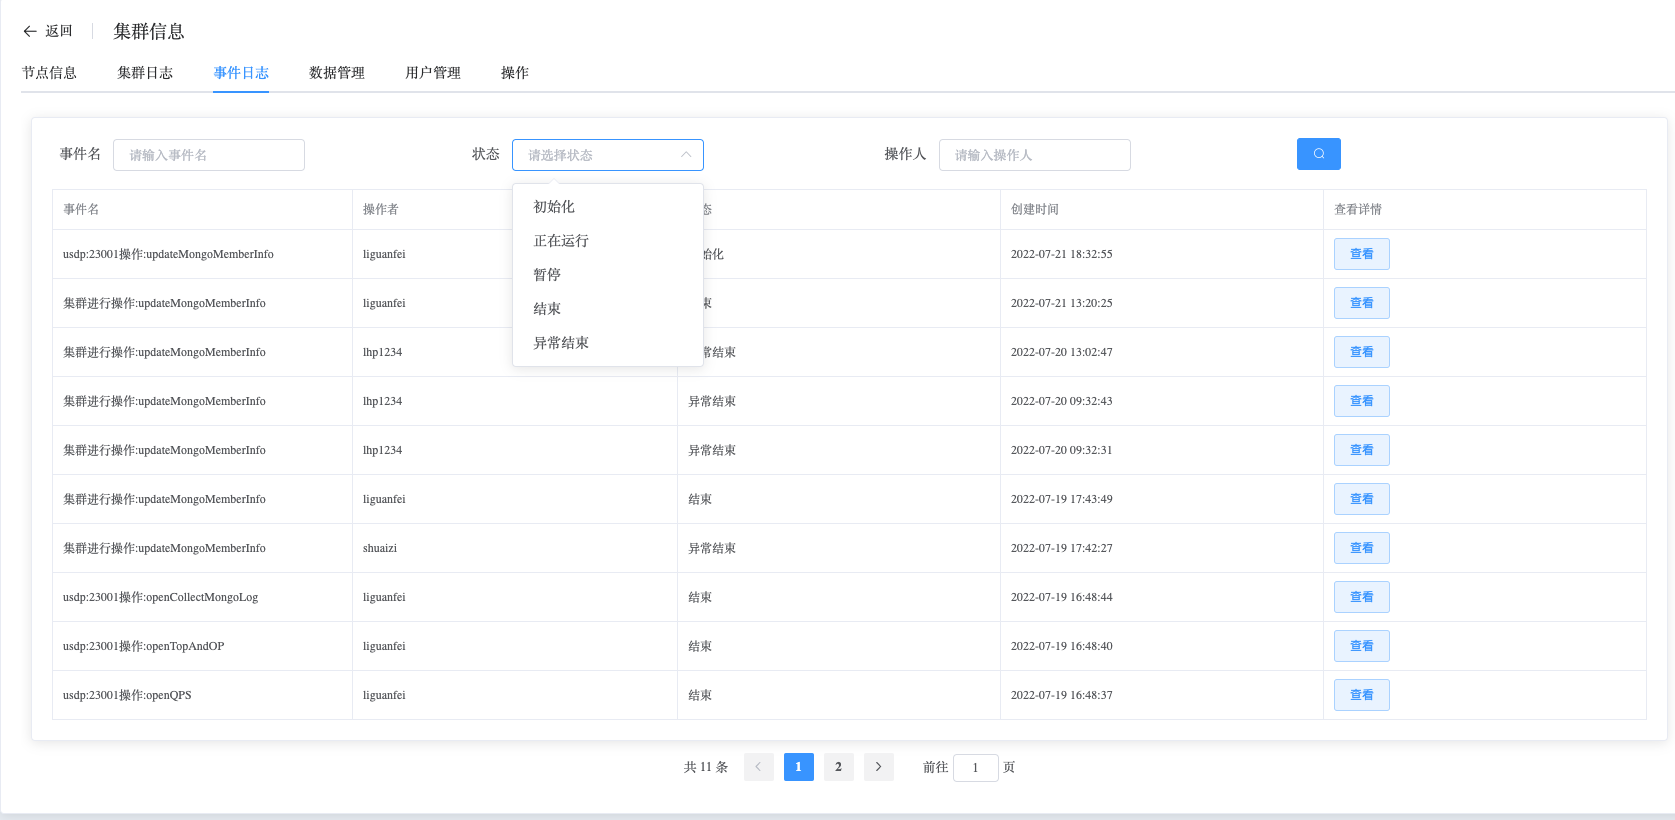 返回 集群信息
节点信息 集群日志 事件日志 数据管理 用户管理 操作
事件名 请输入事件名 状态 请选择状态 操作人 请输入操作人
初始化
正在运行
暂停
结束
异常结束
事件名 操作者 态 创建时间 查看详情
usdp:23001操作:updateMongoMemberInfo liguanfei 始化 2022-07-21 18:32:55 查看
集群进行操作:updateMongoMemberInfo liguanfei 束 2022-07-21 13:20:25 查看
集群进行操作:updateMongoMemberInfo lhp1234 常结束 2022-07-20 13:02:47 查看
集群进行操作:updateMongoMemberInfo lhp1234 异常结束 2022-07-20 09:32:43 查看
集群进行操作:updateMongoMemberInfo lhp1234 异常结束 2022-07-20 09:32:31 查看
集群进行操作:updateMongoMemberInfo liguanfei 结束 2022-07-19 17:43:49 查看
集群进行操作:updateMongoMemberInfo shuaizi 异常结束 2022-07-19 17:42:27 查看
usdp:23001操作:openCollectMongoLog liguanfei 结束 2022-07-19 16:48:44 查看
usdp:23001操作:openTopAndOP liguanfei 结束 2022-07-19 16:48:40 查看
usdp:23001操作:openQPS liguanfei 结束 2022-07-19 16:48:37 查看
共 11 条 1 2 前往 1 页